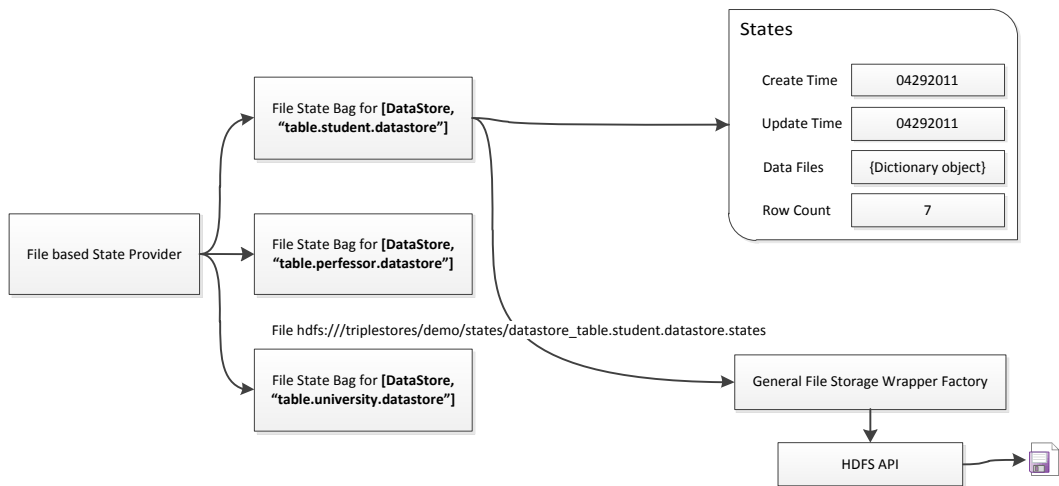 States
Create Time 04292011
Update Time 04292011
Data Files {Dictionary object}
Row Count 7
File State Bag for [DataStore,
“table.student.datastore”]
File based State Provider
File State Bag for [DataStore,
“table.perfessor.datastore”]
File hdfs:///triplestores/demo/states/datastore_table.student.datastore.states
File State Bag for [DataStore,
“table.university.datastore”]
General File Storage Wrapper Factory
HDFS API